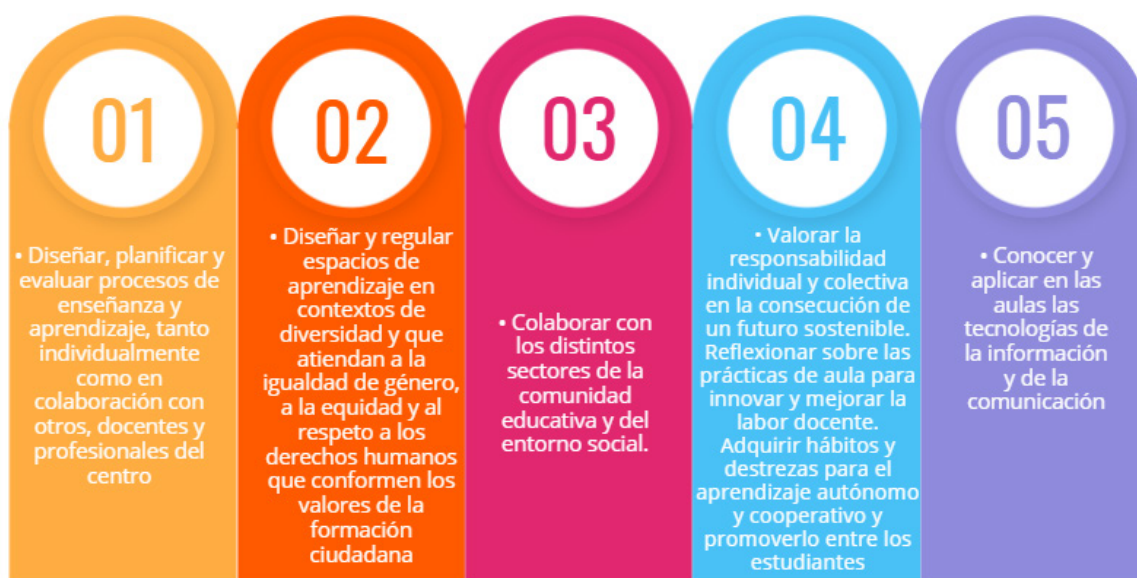 01
• Diseñar, planificar y
evaluar procesos de
enseñanza y
aprendizaje, tanto
individualmente
como en
colaboración con
otros, docentes y
profesionales del
centro
02
• Diseñar y regular
espacios de
aprendizaje en
contextos de
diversidad y que
atiendan a la
igualdad de género,
a la equidad y al
respeto a los
derechos humanos
que conformen los
valores de la
formación
ciudadana
03
• Colaborar con
los distintos
sectores de la
comunidad
educativa y del
entorno social.
04
• Valorar la
responsabilidad
individual y colectiva
en la consecución de
un futuro sostenible.
Reflexionar sobre las
prácticas de aula para
innovar y mejorar la
labor docente.
Adquirir hábitos y
destrezas para el
aprendizaje autónomo
y cooperativo y
promoverlo entre los
estudiantes
05
• Conocer y
aplicar en las
aulas las
tecnologías de
la información
y de la
comunicación